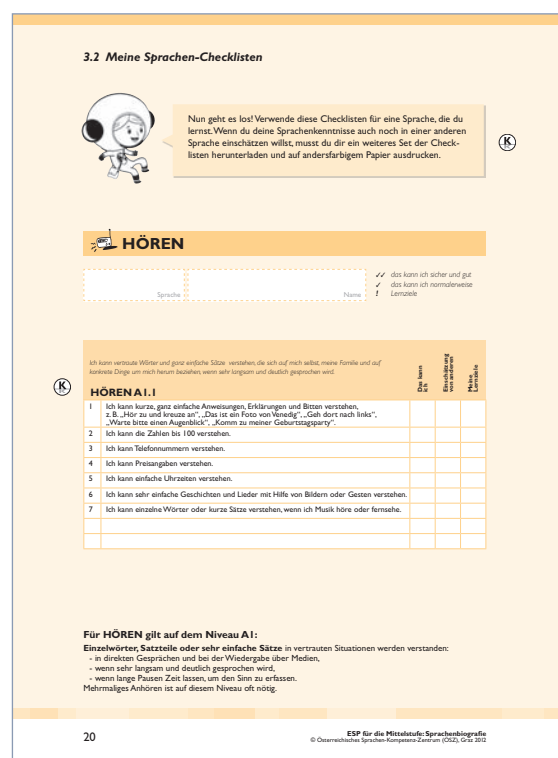 3.2 Meine Sprachen-Checklisten
Nun geht es los! Verwende diese Checklisten für eine Sprache, die du
lernst. Wenn du deine Sprachenkenntnisse auch noch in einer anderen
Sprache einschätzen willst, musst du dir ein weiteres Set der Check-
listen herunterladen und auf andersfarbigem Papier ausdrucken.
K
HÖREN
Sprache
Name
✓✓ das kann ich sicher und gut
✓ das kann ich normalerweise
! Lernziele
K
Ich kann vertraute Wörter und ganz einfache Sätze verstehen, die sich auf mich selbst, meine Familie und auf
konkrete Dinge um mich herum beziehen, wenn sehr langsam und deutlich gesprochen wird.
HÖREN A1.1
Das kann
ich
Einschätzung
von anderen
Meine
Lernziele
1 Ich kann kurze, ganz einfache Anweisungen, Erklärungen und Bitten verstehen,
z. B. „Hör zu und kreuze an", „Das ist ein Foto von Venedig", „Geh dort nach links",
„Warte bitte einen Augenblick", „Komm zu meiner Geburtstagsparty".
2 Ich kann die Zahlen bis 100 verstehen.
3 Ich kann Telefonnummern verstehen.
4 Ich kann Preisangaben verstehen.
5 Ich kann einfache Uhrzeiten verstehen.
6 Ich kann sehr einfache Geschichten und Lieder mit Hilfe von Bildern oder Gesten verstehen.
7 Ich kann einzelne Wörter oder kurze Sätze verstehen, wenn ich Musik höre oder fernsehe.
Für HÖREN gilt auf dem Niveau A1:
Einzelwörter, Satzteile oder sehr einfache Sätze in vertrauten Situationen werden verstanden:
- in direkten Gesprächen und bei der Wiedergabe über Medien,
- wenn sehr langsam und deutlich gesprochen wird,
- wenn lange Pausen Zeit lassen, um den Sinn zu erfassen.
Mehrmaliges Anhören ist auf diesem Niveau oft nötig.
20
ESP für die Mittelstufe: Sprachenbiografie
© Österreichisches Sprachen-Kompetenz-Zentrum (ÖSZ), Graz 2012